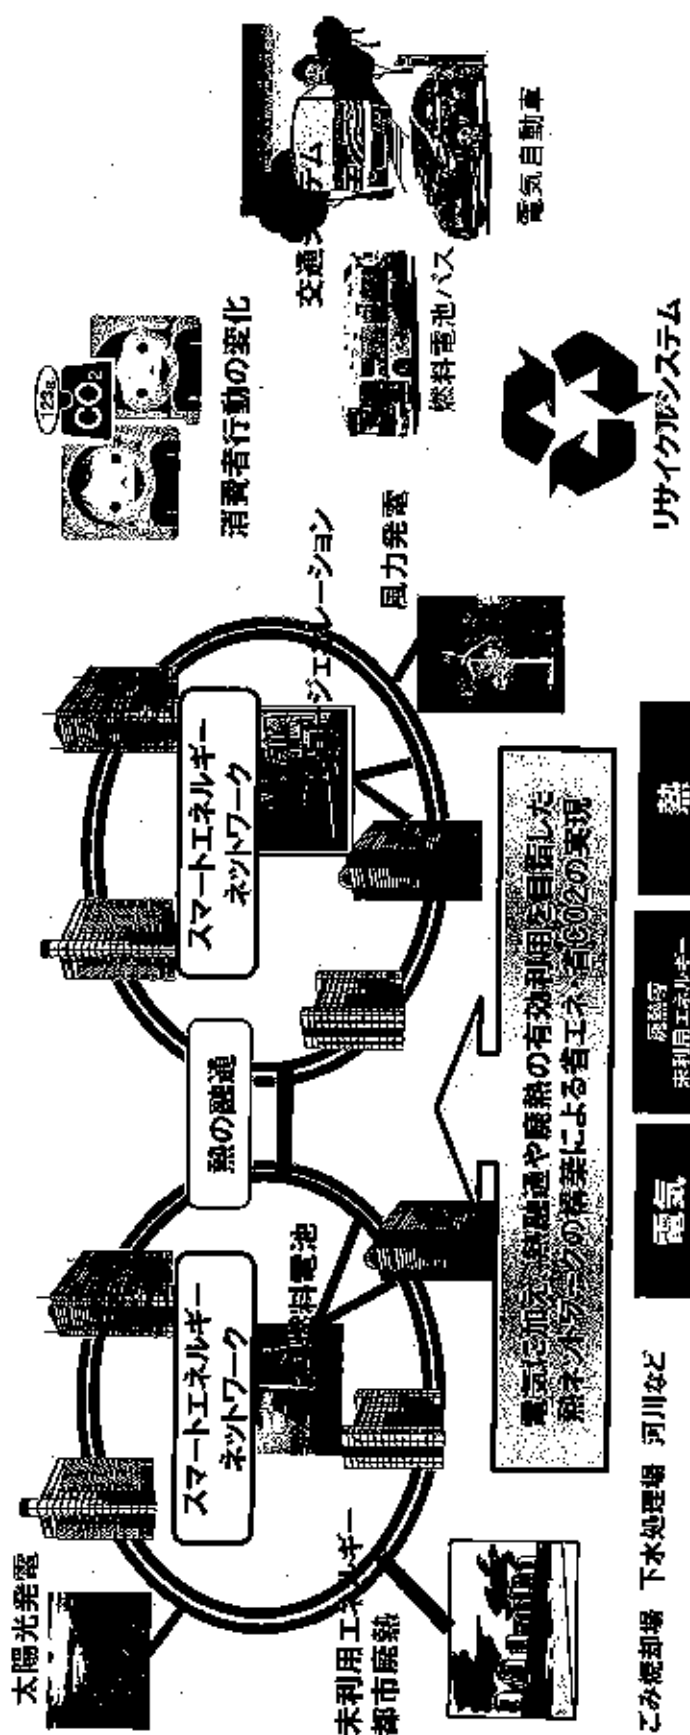 太陽光発電
スマートエネルギー
ネットワーク
料電池
未利用エネルギー
都市廃熱
熱の融通
スマートエネルギー
ネットワーク
ジェネレーション
風力発電
123g
CO2
消費者行動の変化
交通
テム
燃料電池バス
電気自動車
リサイクルシステム
電気に加え、熱融通や廃熱の有効利用を目指した
熱ネットワークの構築による省エネ・省CO2の実現
ごみ焼却場 下水処理場 河川など
電気
未利用エネルギー
熱